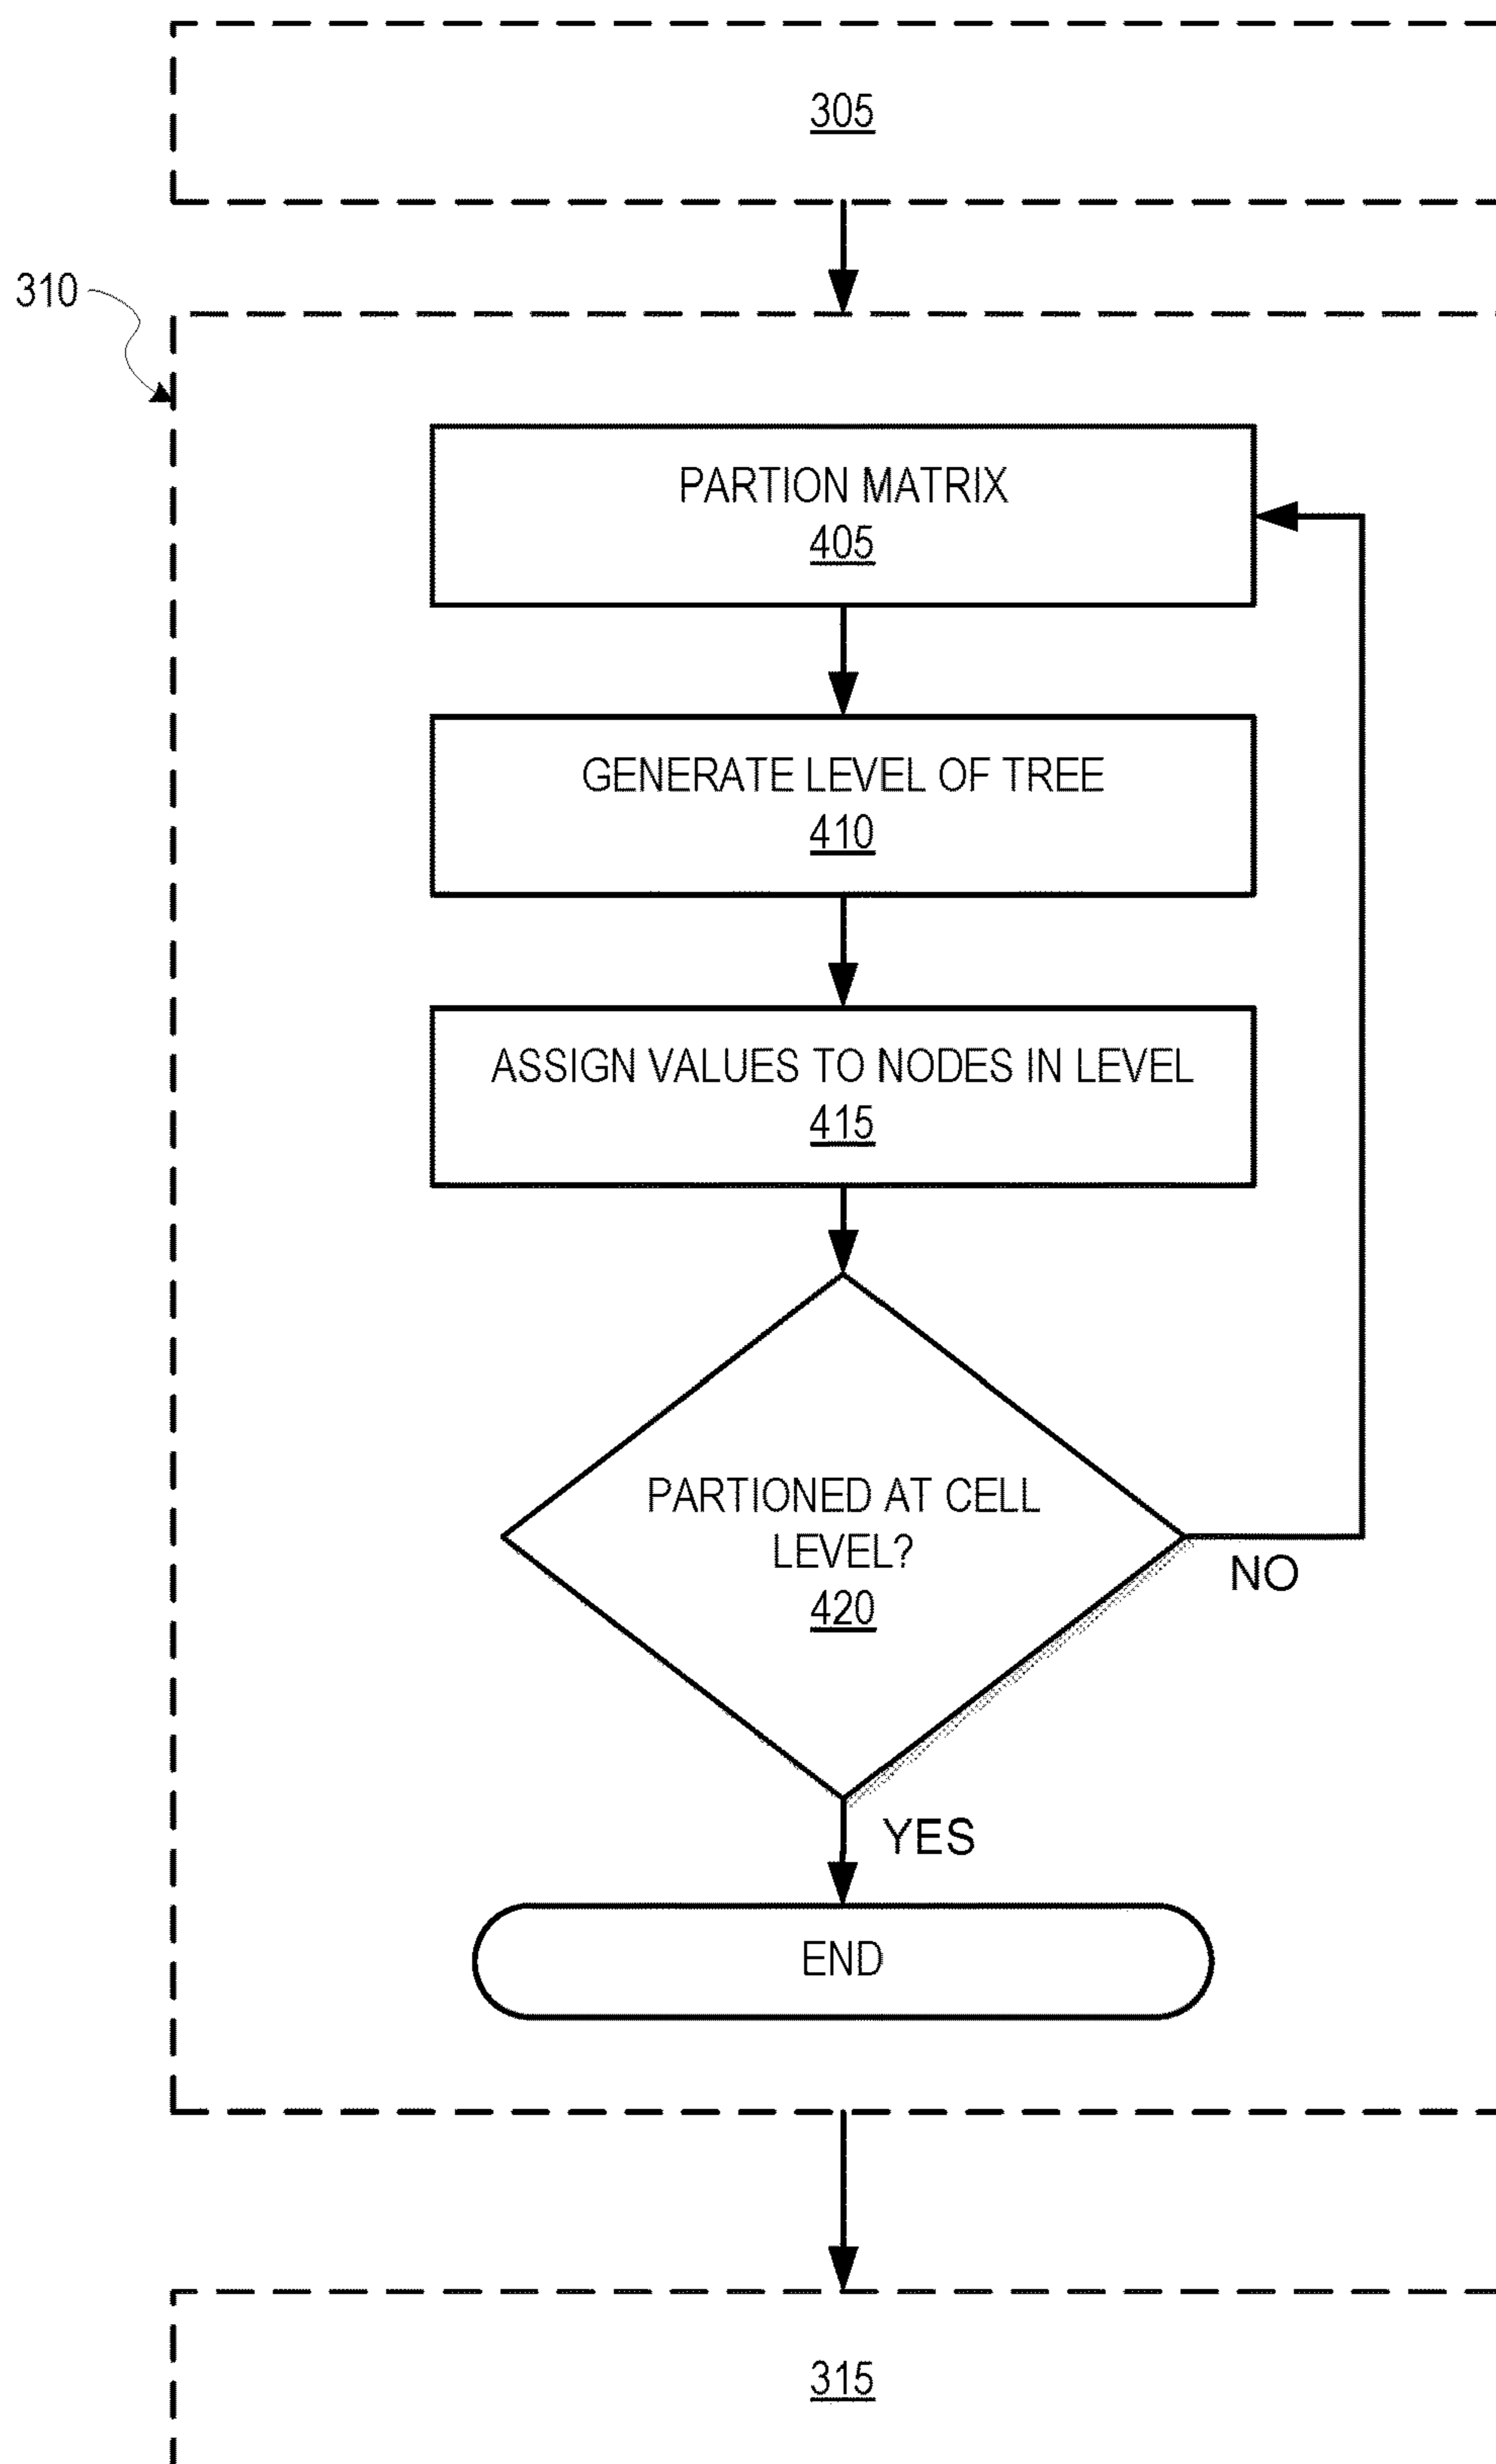 305
310
PARTION MATRIX
405
GENERATE LEVEL OF TREE
410
ASSIGN VALUES TO NODES IN LEVEL
415
PARTIONED AT CELL
LEVEL?
420
NO
YES
END
315